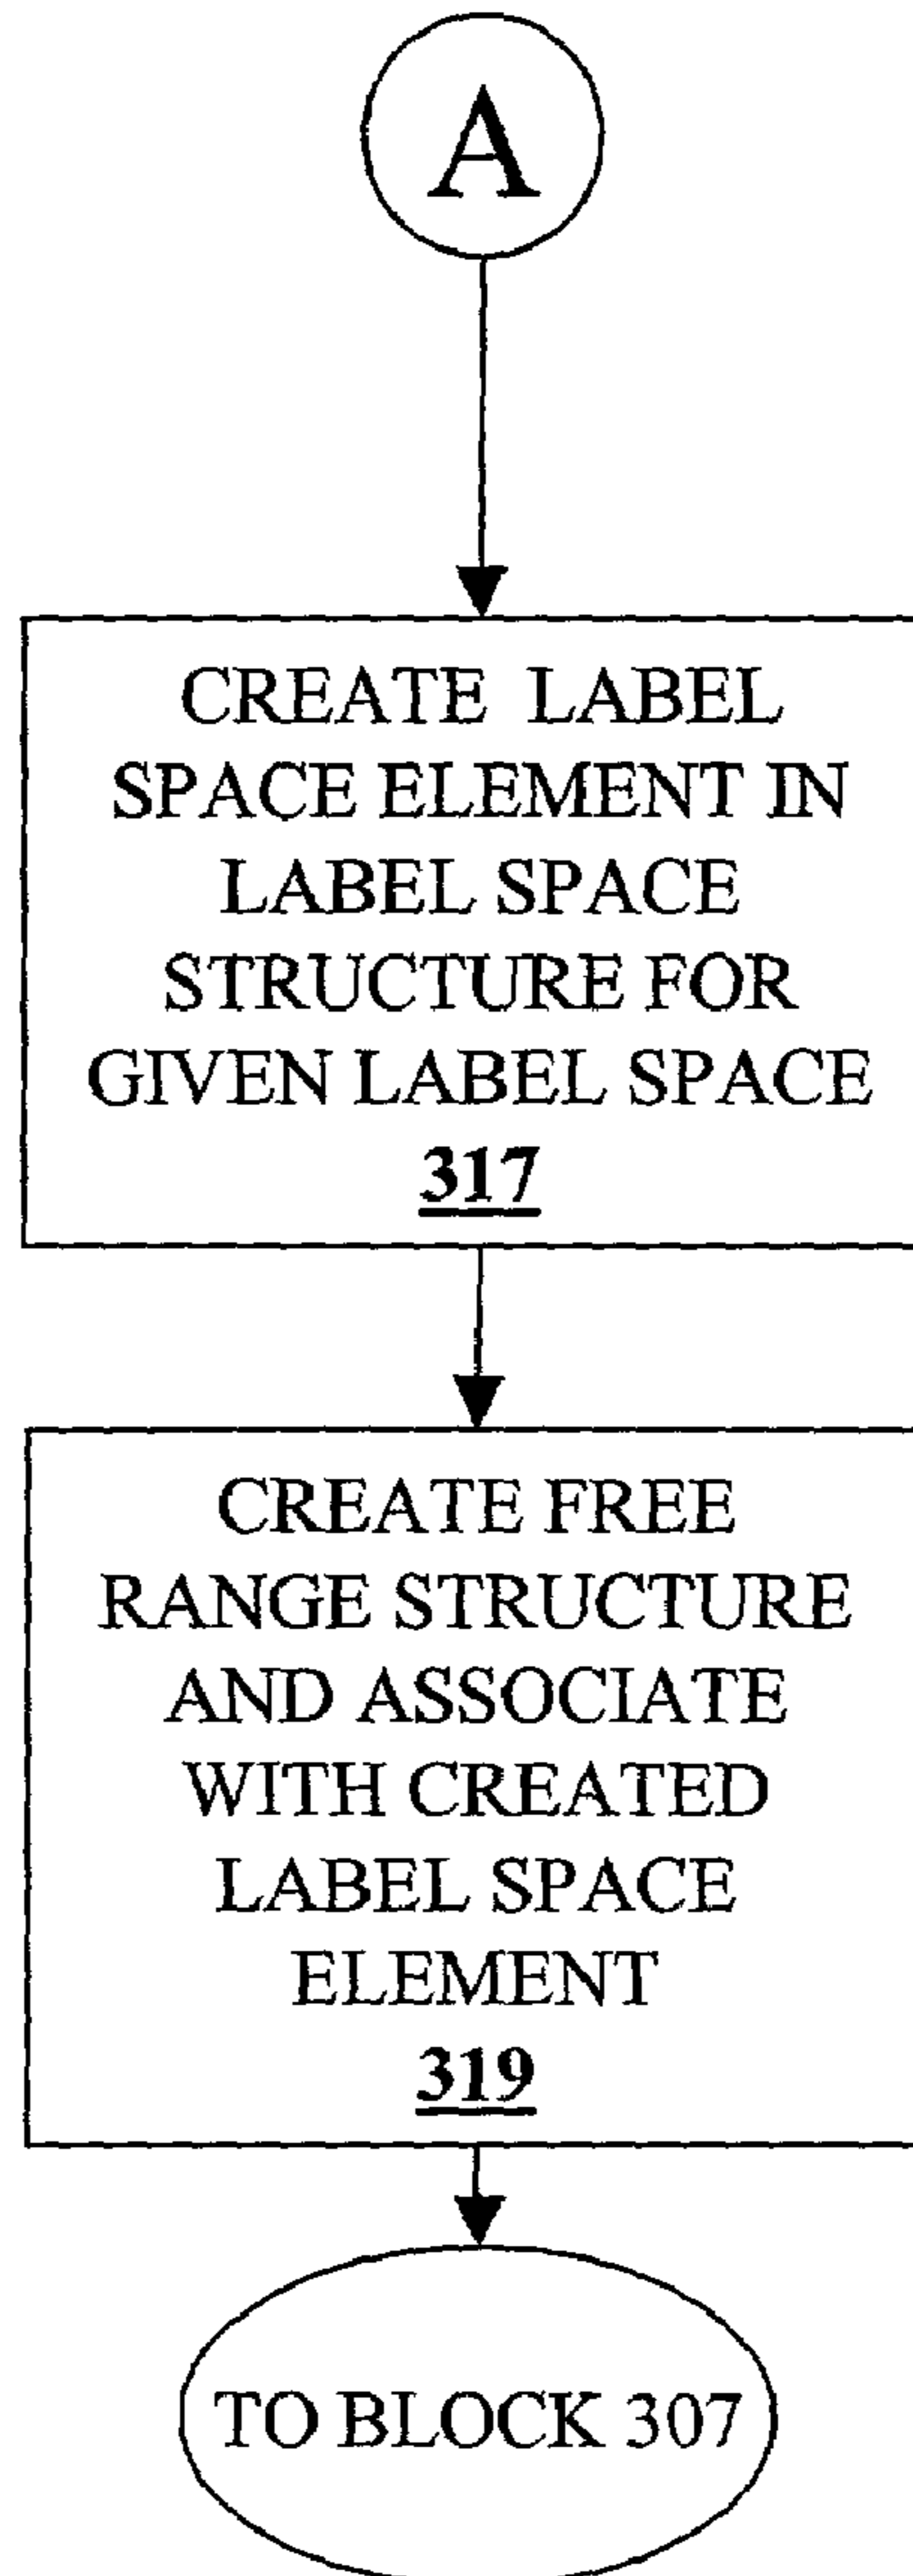 A
CREATE LABEL
SPACE ELEMENT IN
LABEL SPACE
STRUCTURE FOR
GIVEN LABEL SPACE
317
CREATE FREE
RANGE STRUCTURE
AND ASSOCIATE
WITH CREATED
LABEL SPACE
ELEMENT
319
TO BLOCK 307